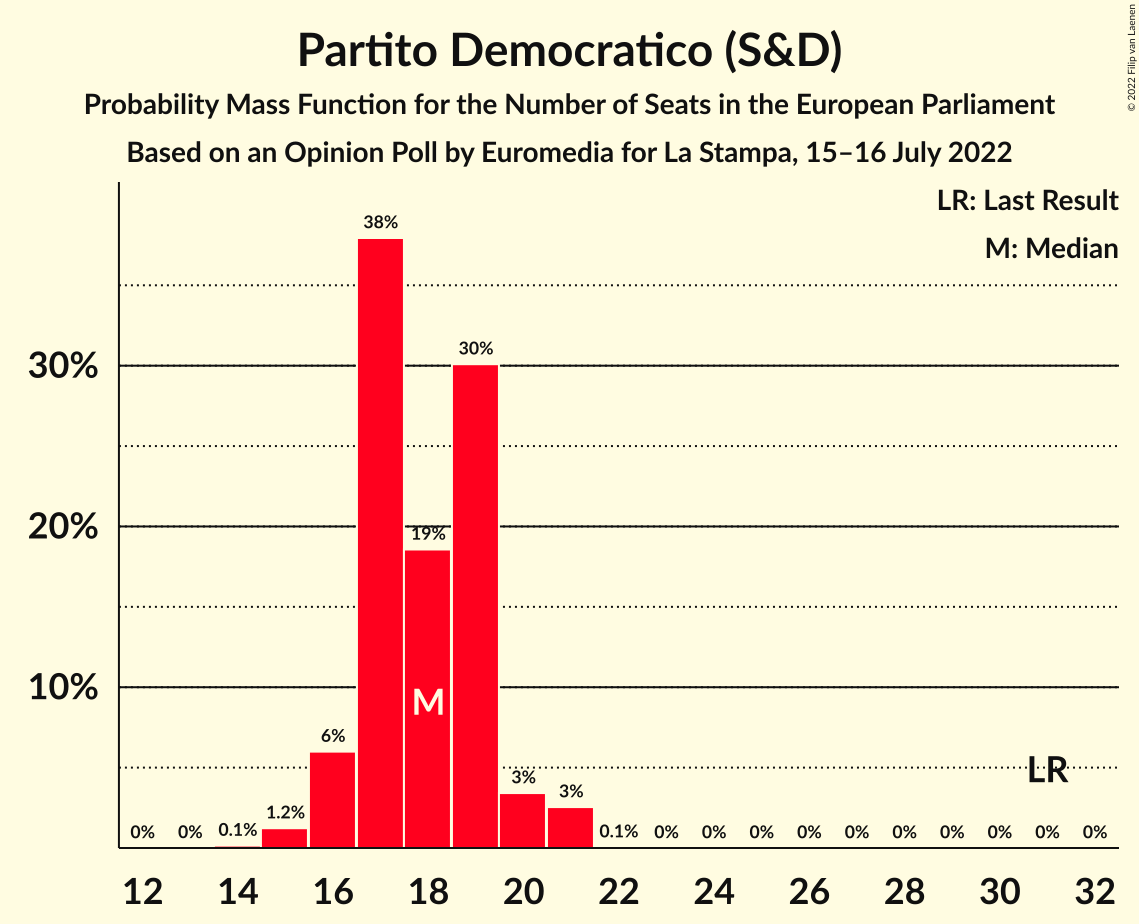 Partito Democratico (S&D)
Probability Mass Function for the Number of Seats in the European Parliament
Based on an Opinion Poll by Euromedia for La Stampa, 15–16 July 2022
© 2022 Filip van Laenen
LR: Last Result
M: Median
38%
30%
30%
20%
19%
10%
M
6%
LR
3%
3%
1.2%
0% 0% 0.1% 0.1% 0% 0% 0% 0% 0% 0% 0% 0% 0% 0%
12 14 16 18 20 22 24 26 28 30 32